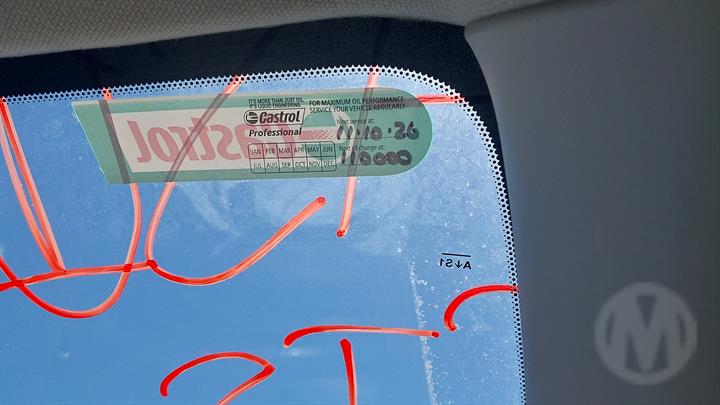 IT'S MORE THAN JUST OIL.
IT'S LIQUID ENGINEERING.
FOR MAXIMUM OIL PERFORMANCE
SERVICE YOUR VEHICLE REGULARLY
Castrol
Professional
Next service at:
11.10.26
Next oil change at:
110000
JAN FEB MAR APR MAY JUN
JUL AUG SEP OCT NOV DEC
Castrol
AS1
M